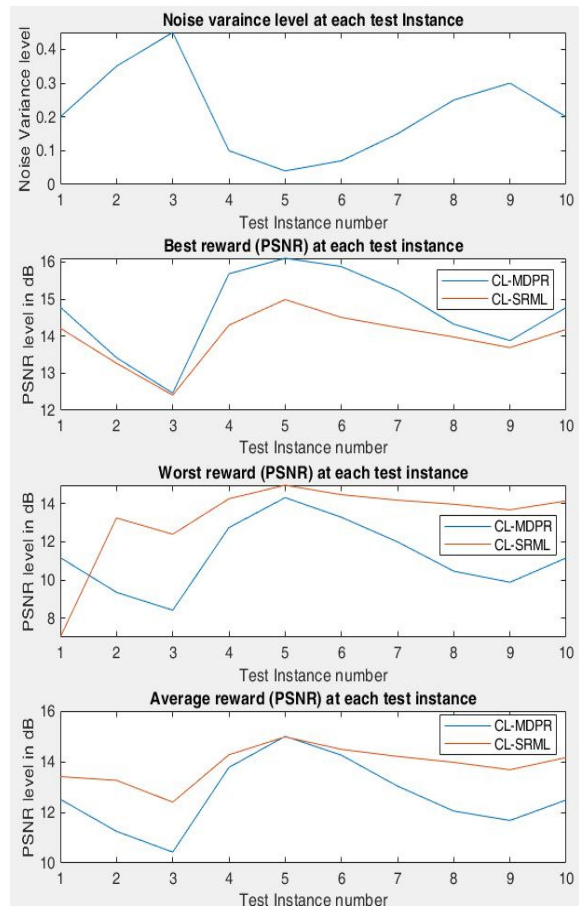 Noise varaince level at each test Instance
Noise Variance level
0.4
0.3
0.2
0.1
0
1 2 3 4 5 6 7 8 9 10
Test Instance number
Best reward (PSNR) at each test instance
PSNR level in dB
16
15
14
13
12
CL-MDPR
CL-SRML
1 2 3 4 5 6 7 8 9 10
Test Instance number
Worst reward (PSNR) at each test instance
PSNR level in dB
14
12
10
8
CL-MDPR
CL-SRML
1 2 3 4 5 6 7 8 9 10
Test Instance number
Average reward (PSNR) at each test instance
PSNR level in dB
16
14
12
10
CL-MDPR
CL-SRML
1 2 3 4 5 6 7 8 9 10
Test Instance number